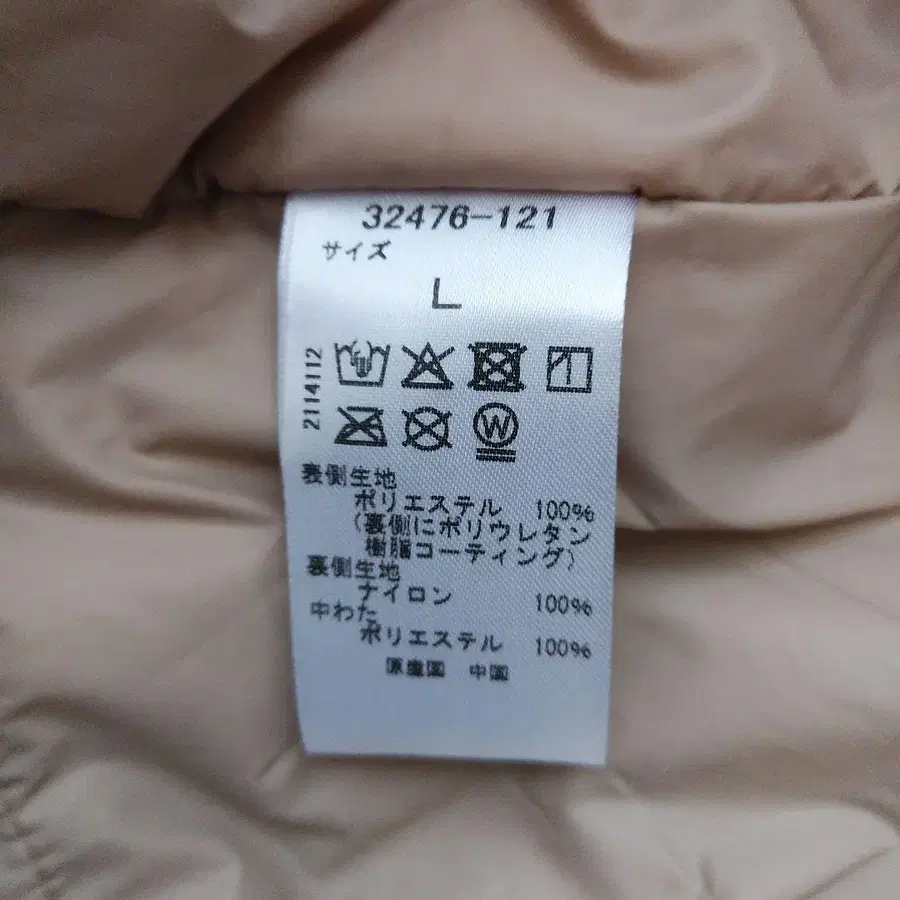 32476-121
サイズ
L
2114112
W
表側生地
ポリエステル 100%
(裏側にポリウレタン
樹脂コーティング)
裏側生地
ナイロン 100%
中わた
ポリエステル 100%
原産国 中国